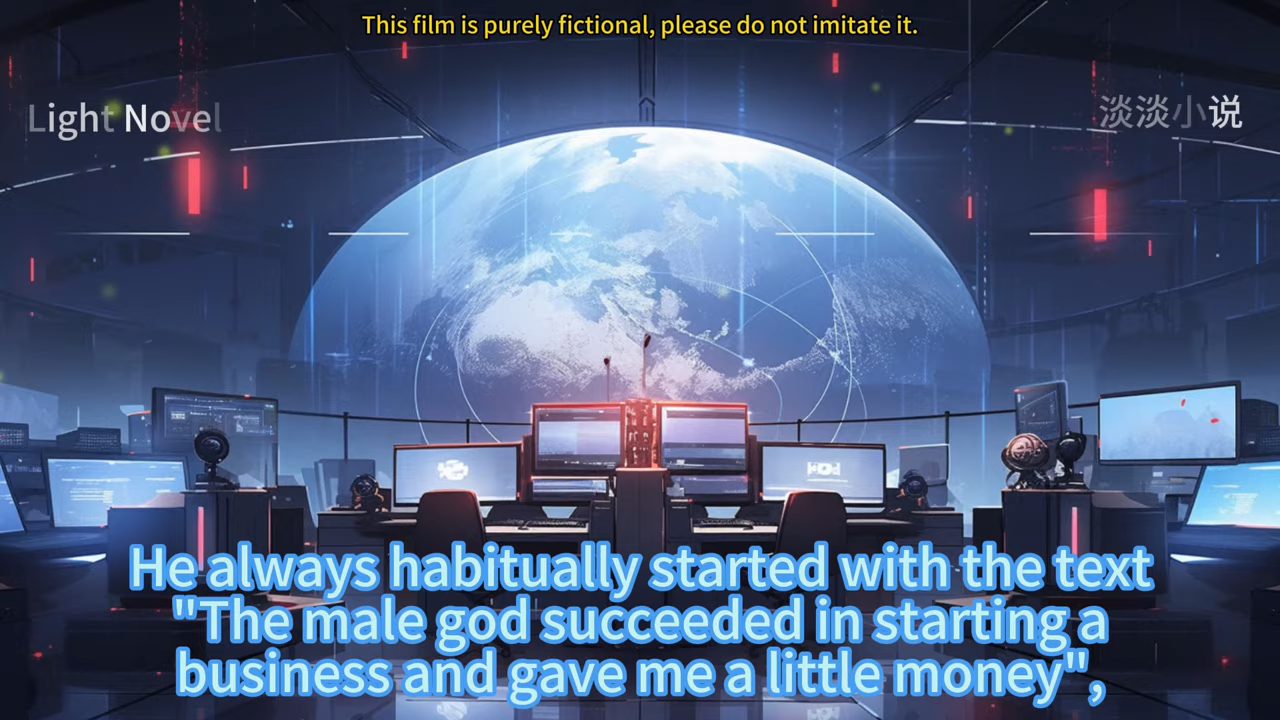 This film is purely fictional, please do not imitate it.
Light Novel
淡淡小说
He always habitually started with the text
"The male god succeeded in starting a
business and gave me a little money",